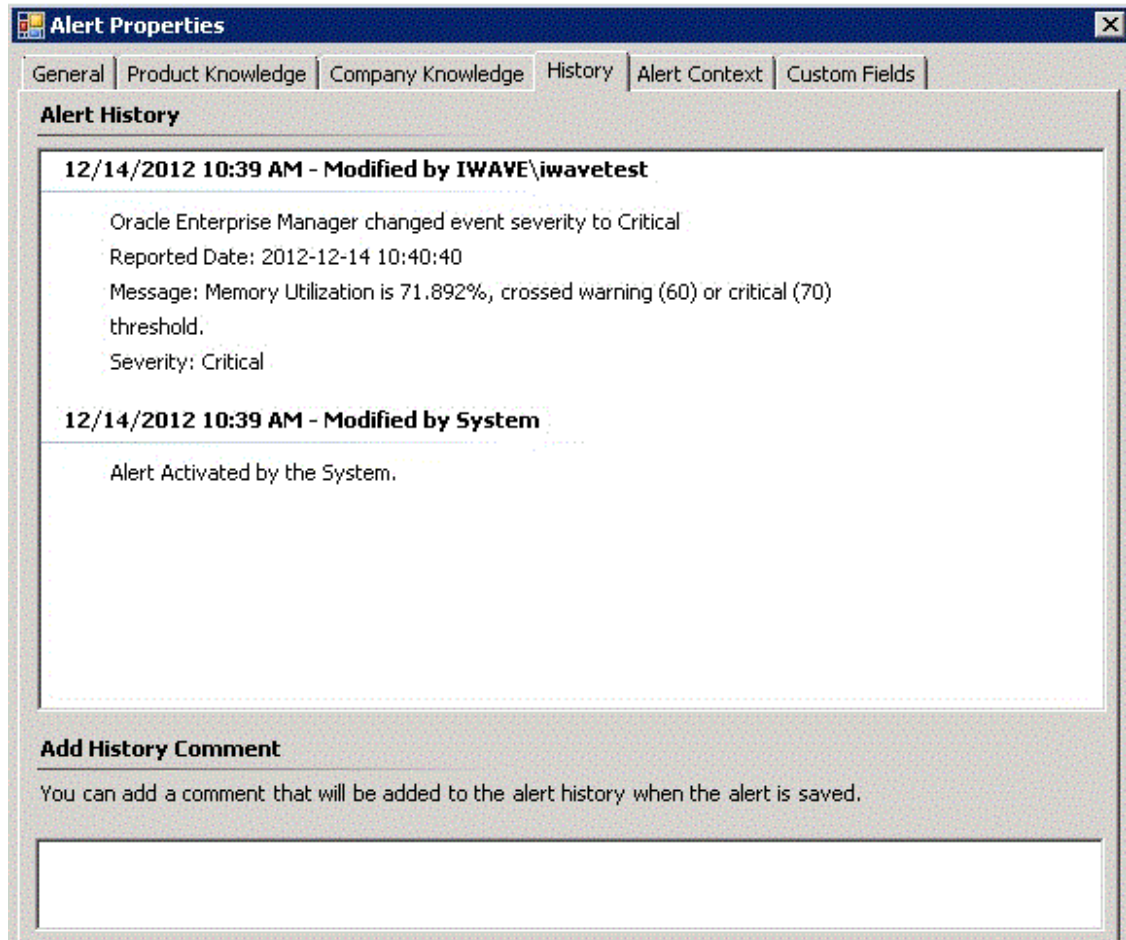 Alert Properties
General Product Knowledge Company Knowledge History Alert Context Custom Fields
Alert History
12/14/2012 10:39 AM - Modified by IWAVE\iwavetest
Oracle Enterprise Manager changed event severity to Critical
Reported Date: 2012-12-14 10:40:40
Message: Memory Utilization is 71.892%, crossed warning (60) or critical (70)
threshold.
Severity: Critical
12/14/2012 10:39 AM - Modified by System
Alert Activated by the System.
Add History Comment
You can add a comment that will be added to the alert history when the alert is saved.